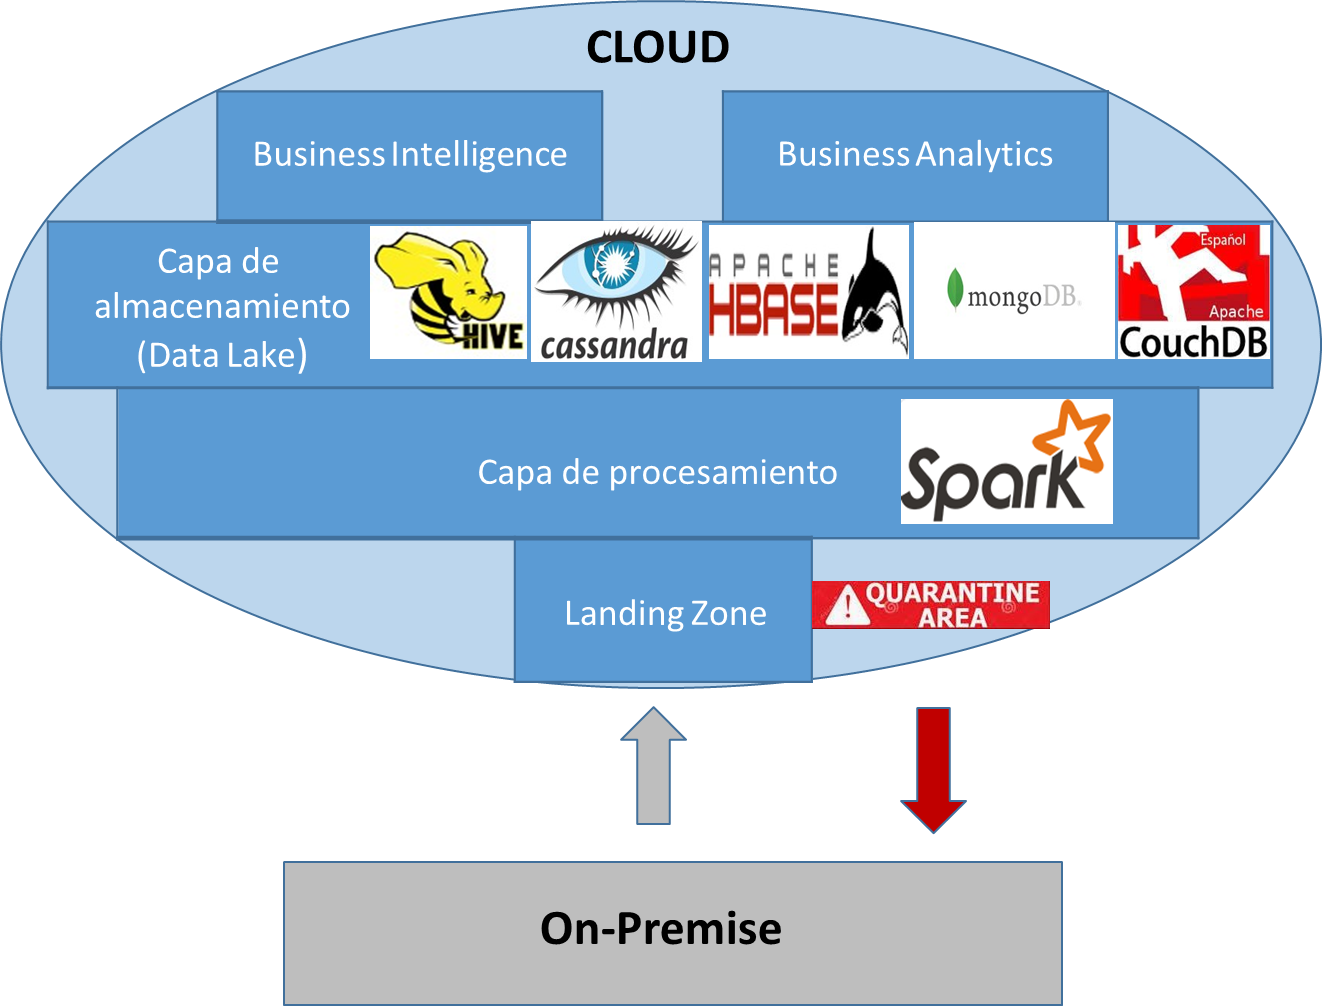 CLOUD
Business Intelligence
Business Analytics
Capa de
almacenamiento
(Data Lake)
HIVE
cassandra
APACHE
HBASE
mongoDB
Español
Apache
CouchDB
Capa de procesamiento
Spark
Landing Zone
QUARANTINE
AREA
On-Premise